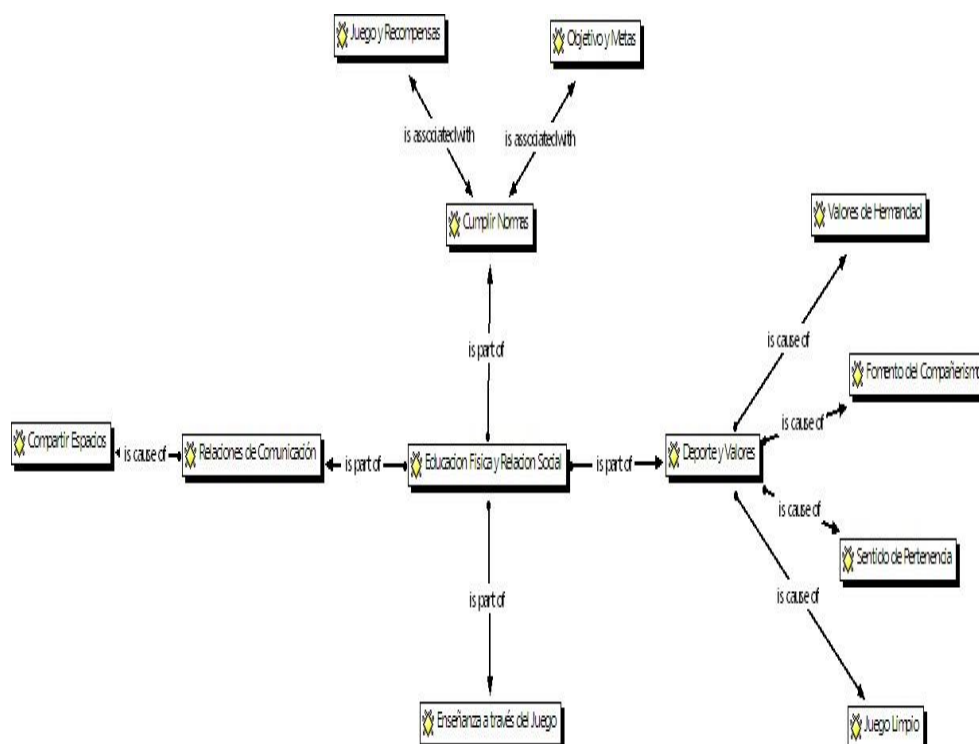 Juego y Recompensas
Objetivo y Metas
is associated with
is associated with
Cumplir Normas
Valores de Hermandad
is cause of
is part of
Fomento del Compañerismo
is cause of
Compartir Espacios
is cause of
Relaciones de Comunicación
is part of
Educacion Fisica y Relacion Social
is part of
Deporte y Valores
is cause of
Sentido de Pertenencia
is part of
is cause of
Enseñanza a través del Juego
Juego Limpio